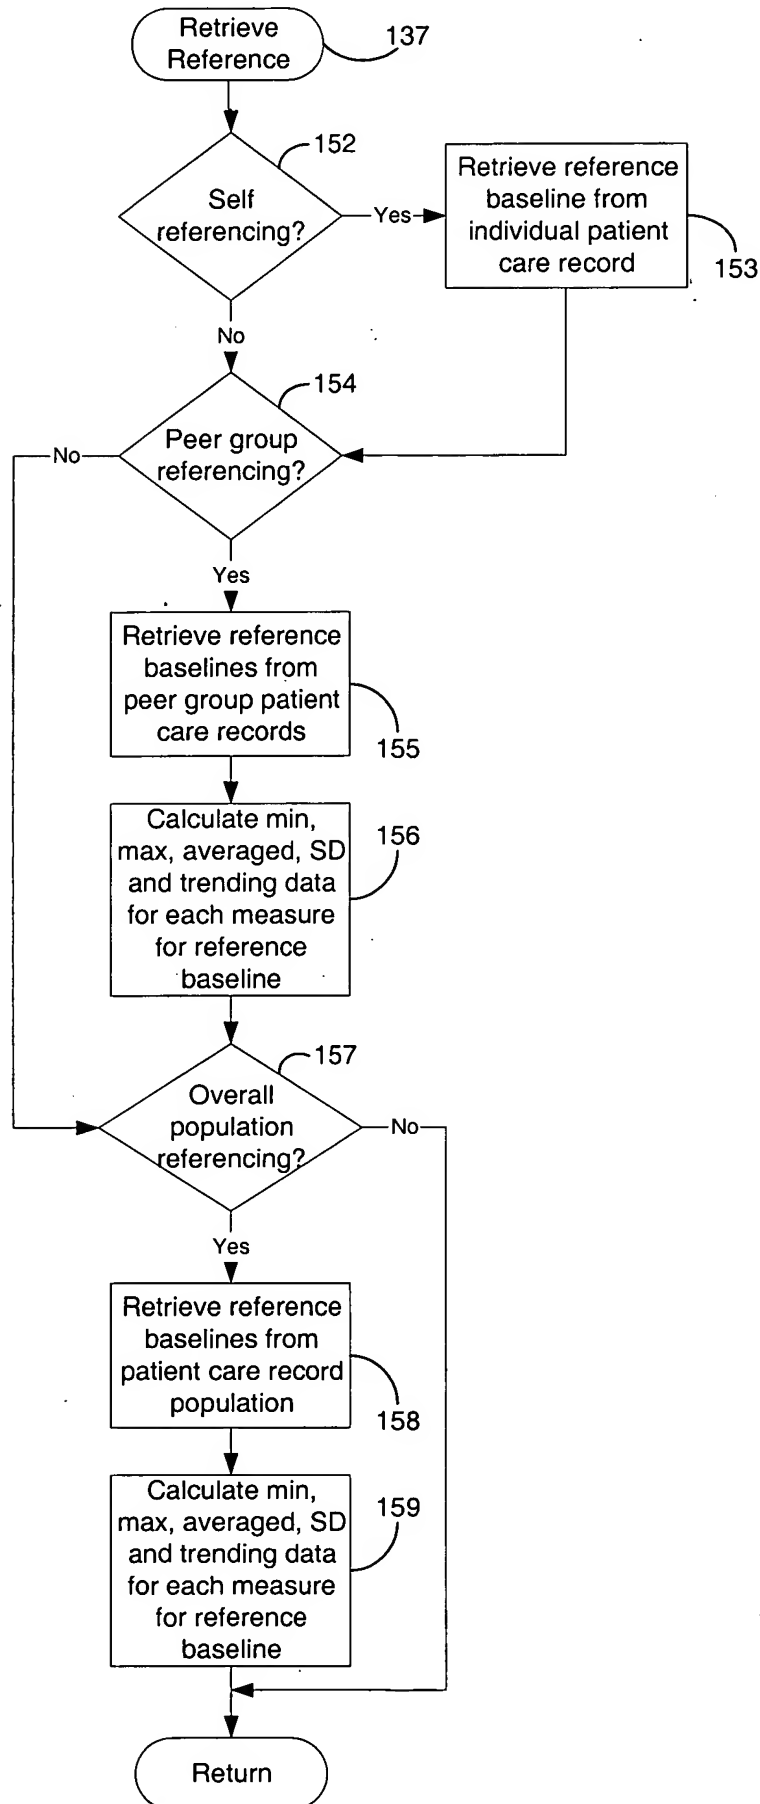 Retrieve
Reference
137
152
Self
referencing?
Yes
Retrieve reference
baseline from
individual patient
care record
153
No
154
Peer group
referencing?
No
Yes
Retrieve reference
baselines from
peer group patient
care records
155
Calculate min,
max, averaged, SD
and trending data
for each measure
for reference
baseline
156
157
Overall
population
referencing?
No
Yes
Retrieve reference
baselines from
patient care record
population
158
Calculate min,
max, averaged, SD
and trending data
for each measure
for reference
baseline
159
Return